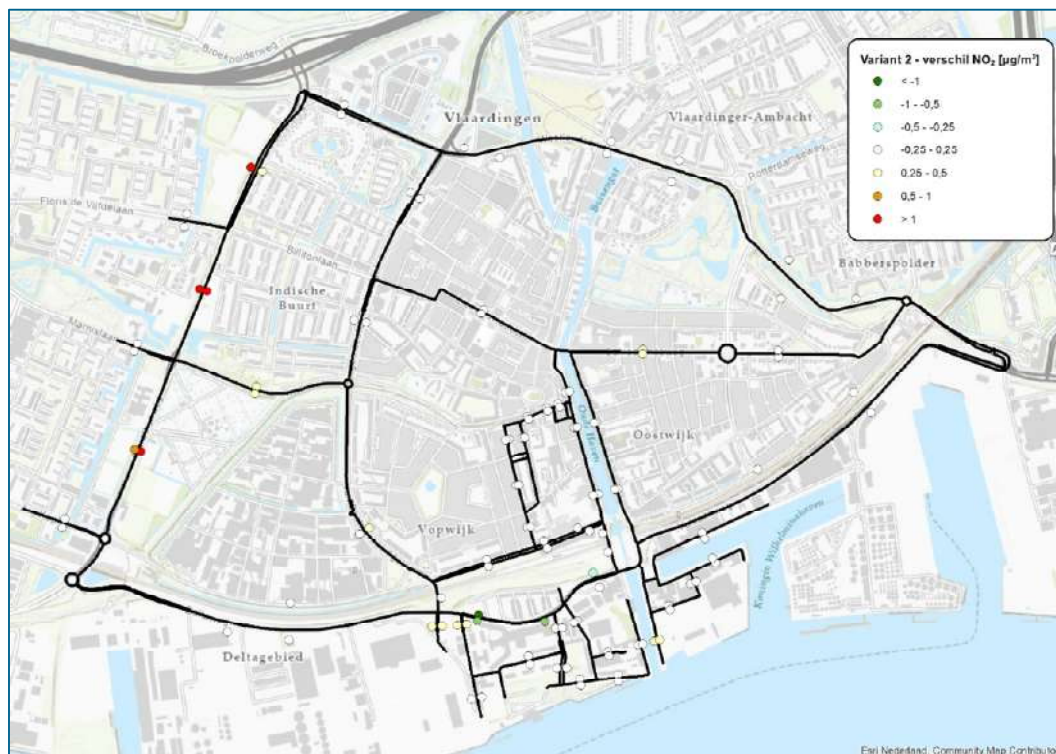 Broekpolderweg
Vlaardingen
Vlaardinger-Ambacht
Variant 2 - verschil NO₂ [µg/m³]
< -1
-1 - -0,5
-0,5 - -0,25
-0,25 - 0,25
0,25 - 0,5
0,5 - 1
> 1
Rotterdamseweg
Floris de Vijfdelaan
Billitonlaan
Babberspolder
Indische
Buurt
Marnixlaan
Oude Haven
Oostwijk
Vopwijk
Koningin Wilhelminahaven
Deltagebied
Esri Nederland, Community Map Contributo